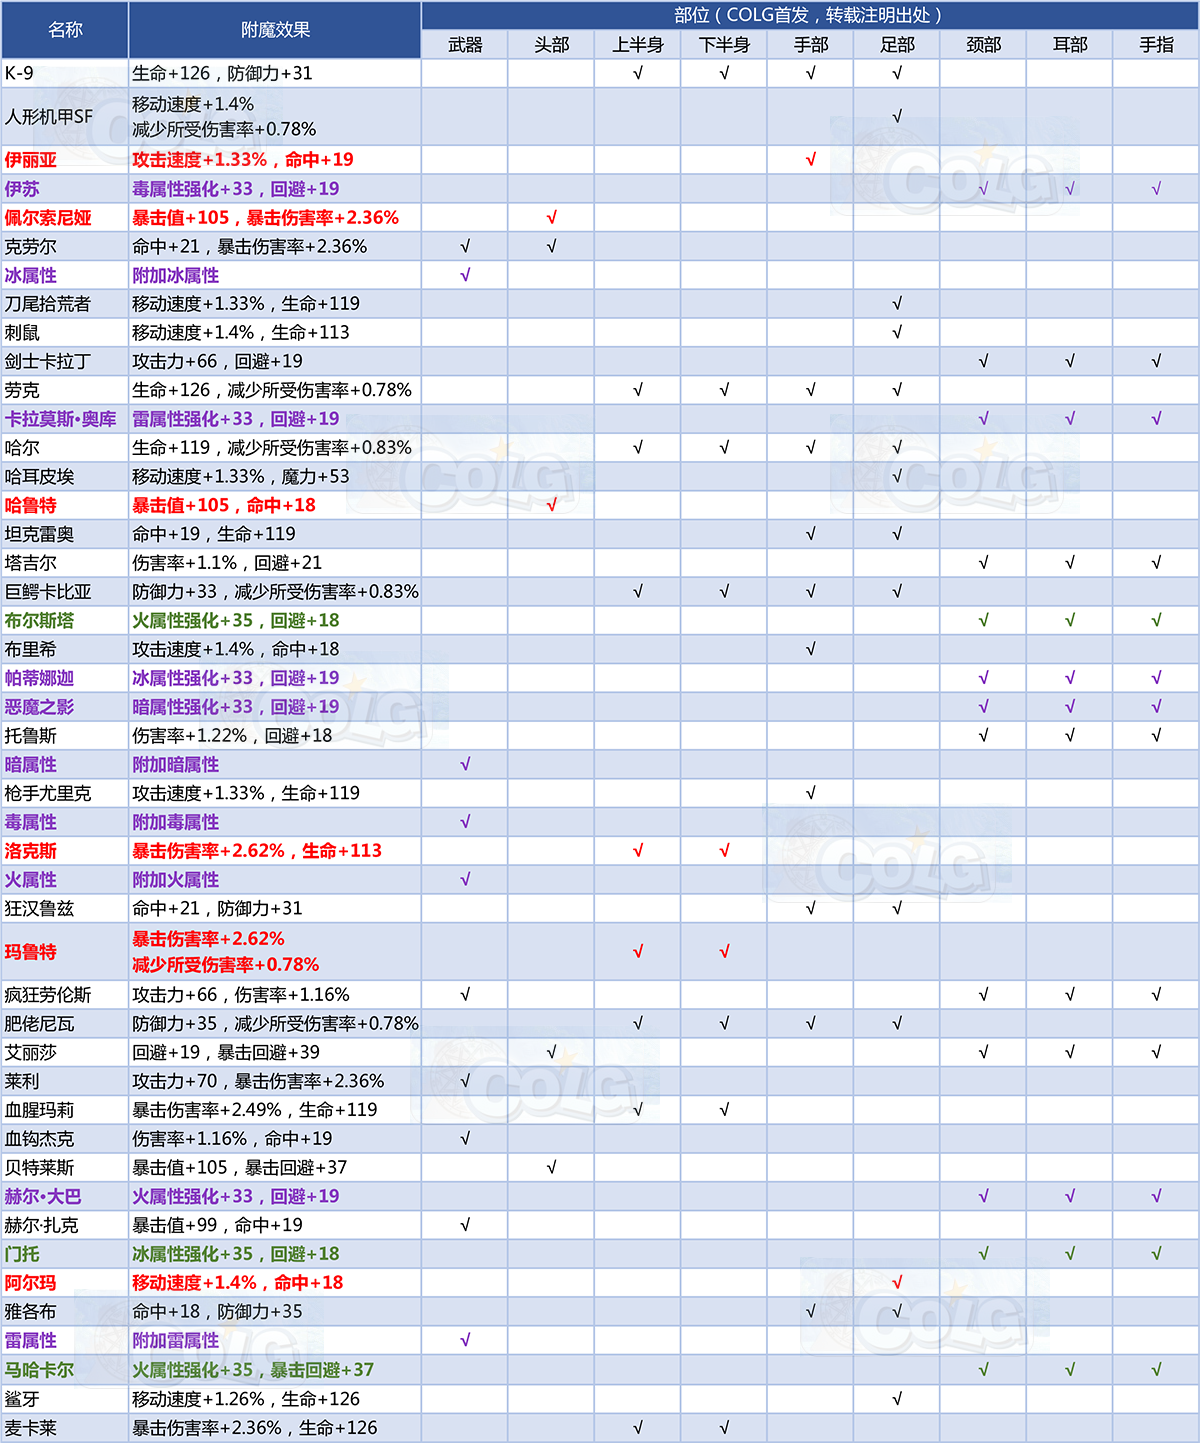 名称 附魔效果 部位（COLG首发，转载注明出处）
武器 头部 上半身 下半身 手部 足部 颈部 耳部 手指
K-9 生命+126，防御力+31 √ √ √ √
人形机甲SF 移动速度+1.4%
减少所受伤害率+0.78% √
伊丽亚 攻击速度+1.33%，命中+19 √
伊苏 毒属性强化+33，回避+19 √ √ √
佩尔索尼娅 暴击值+105，暴击伤害率+2.36% √
克劳尔 命中+21，暴击伤害率+2.36% √ √
冰属性 附加冰属性 √
刀尾拾荒者 移动速度+1.33%，生命+119 √
刺鼠 移动速度+1.4%，生命+113 √
剑士卡拉丁 攻击力+66，回避+19 √ √ √
劳克 生命+126，减少所受伤害率+0.78% √ √ √ √
卡拉莫斯·奥库 雷属性强化+33，回避+19 √ √ √
哈尔 生命+119，减少所受伤害率+0.83% √ √ √ √
哈耳皮埃 移动速度+1.33%，魔力+53 √
哈鲁特 暴击值+105，命中+18 √
坦克雷奥 命中+19，生命+119 √ √
塔吉尔 伤害率+1.1%，回避+21 √ √ √
巨鳄卡比亚 防御力+33，减少所受伤害率+0.83% √ √ √ √
布尔斯塔 火属性强化+35，回避+18 √ √ √
布里希 攻击速度+1.4%，命中+18 √
帕蒂娜迦 冰属性强化+33，回避+19 √ √ √
恶魔之影 暗属性强化+33，回避+19 √ √ √
托鲁斯 伤害率+1.22%，回避+18 √ √ √
暗属性 附加暗属性 √
枪手尤里克 攻击速度+1.33%，生命+119 √
毒属性 附加毒属性 √
洛克斯 暴击伤害率+2.62%，生命+113 √ √
火属性 附加火属性 √
狂汉鲁兹 命中+21，防御力+31 √ √
玛鲁特 暴击伤害率+2.62%
减少所受伤害率+0.78% √ √
疯狂劳伦斯 攻击力+66，伤害率+1.16% √ √ √ √
肥佬尼瓦 防御力+35，减少所受伤害率+0.78% √ √ √ √
艾丽莎 回避+19，暴击回避+39 √ √ √ √
莱利 攻击力+70，暴击伤害率+2.36% √
血腥玛莉 暴击伤害率+2.49%，生命+119 √ √
血钩杰克 伤害率+1.16%，命中+19 √
贝特莱斯 暴击值+105，暴击回避+37 √
赫尔·大巴 火属性强化+33，回避+19 √ √ √
赫尔·扎克 暴击值+99，命中+19 √
门托 冰属性强化+35，回避+18 √ √ √
阿尔玛 移动速度+1.4%，命中+18 √
雅各布 命中+18，防御力+35 √ √
雷属性 附加雷属性 √
马哈卡尔 火属性强化+35，暴击回避+37 √ √ √
鲨牙 移动速度+1.26%，生命+126 √
麦卡莱 暴击伤害率+2.36%，生命+126 √ √